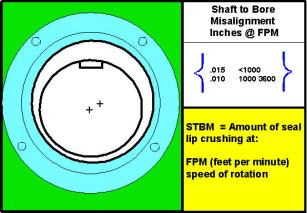 Shaft to Bore
Misalignment
Inches @ FPM
.015 <1000
.010 1000 3600
STBM = Amount of seal
lip crushing at:
FPM (feet per minute)
speed of rotation